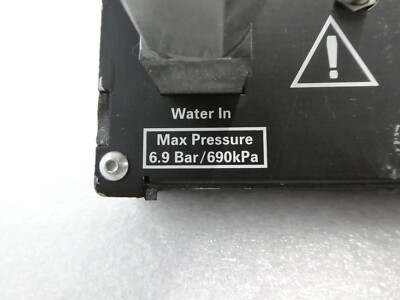 Water In
Max Pressure
6.9 Bar/690kPa